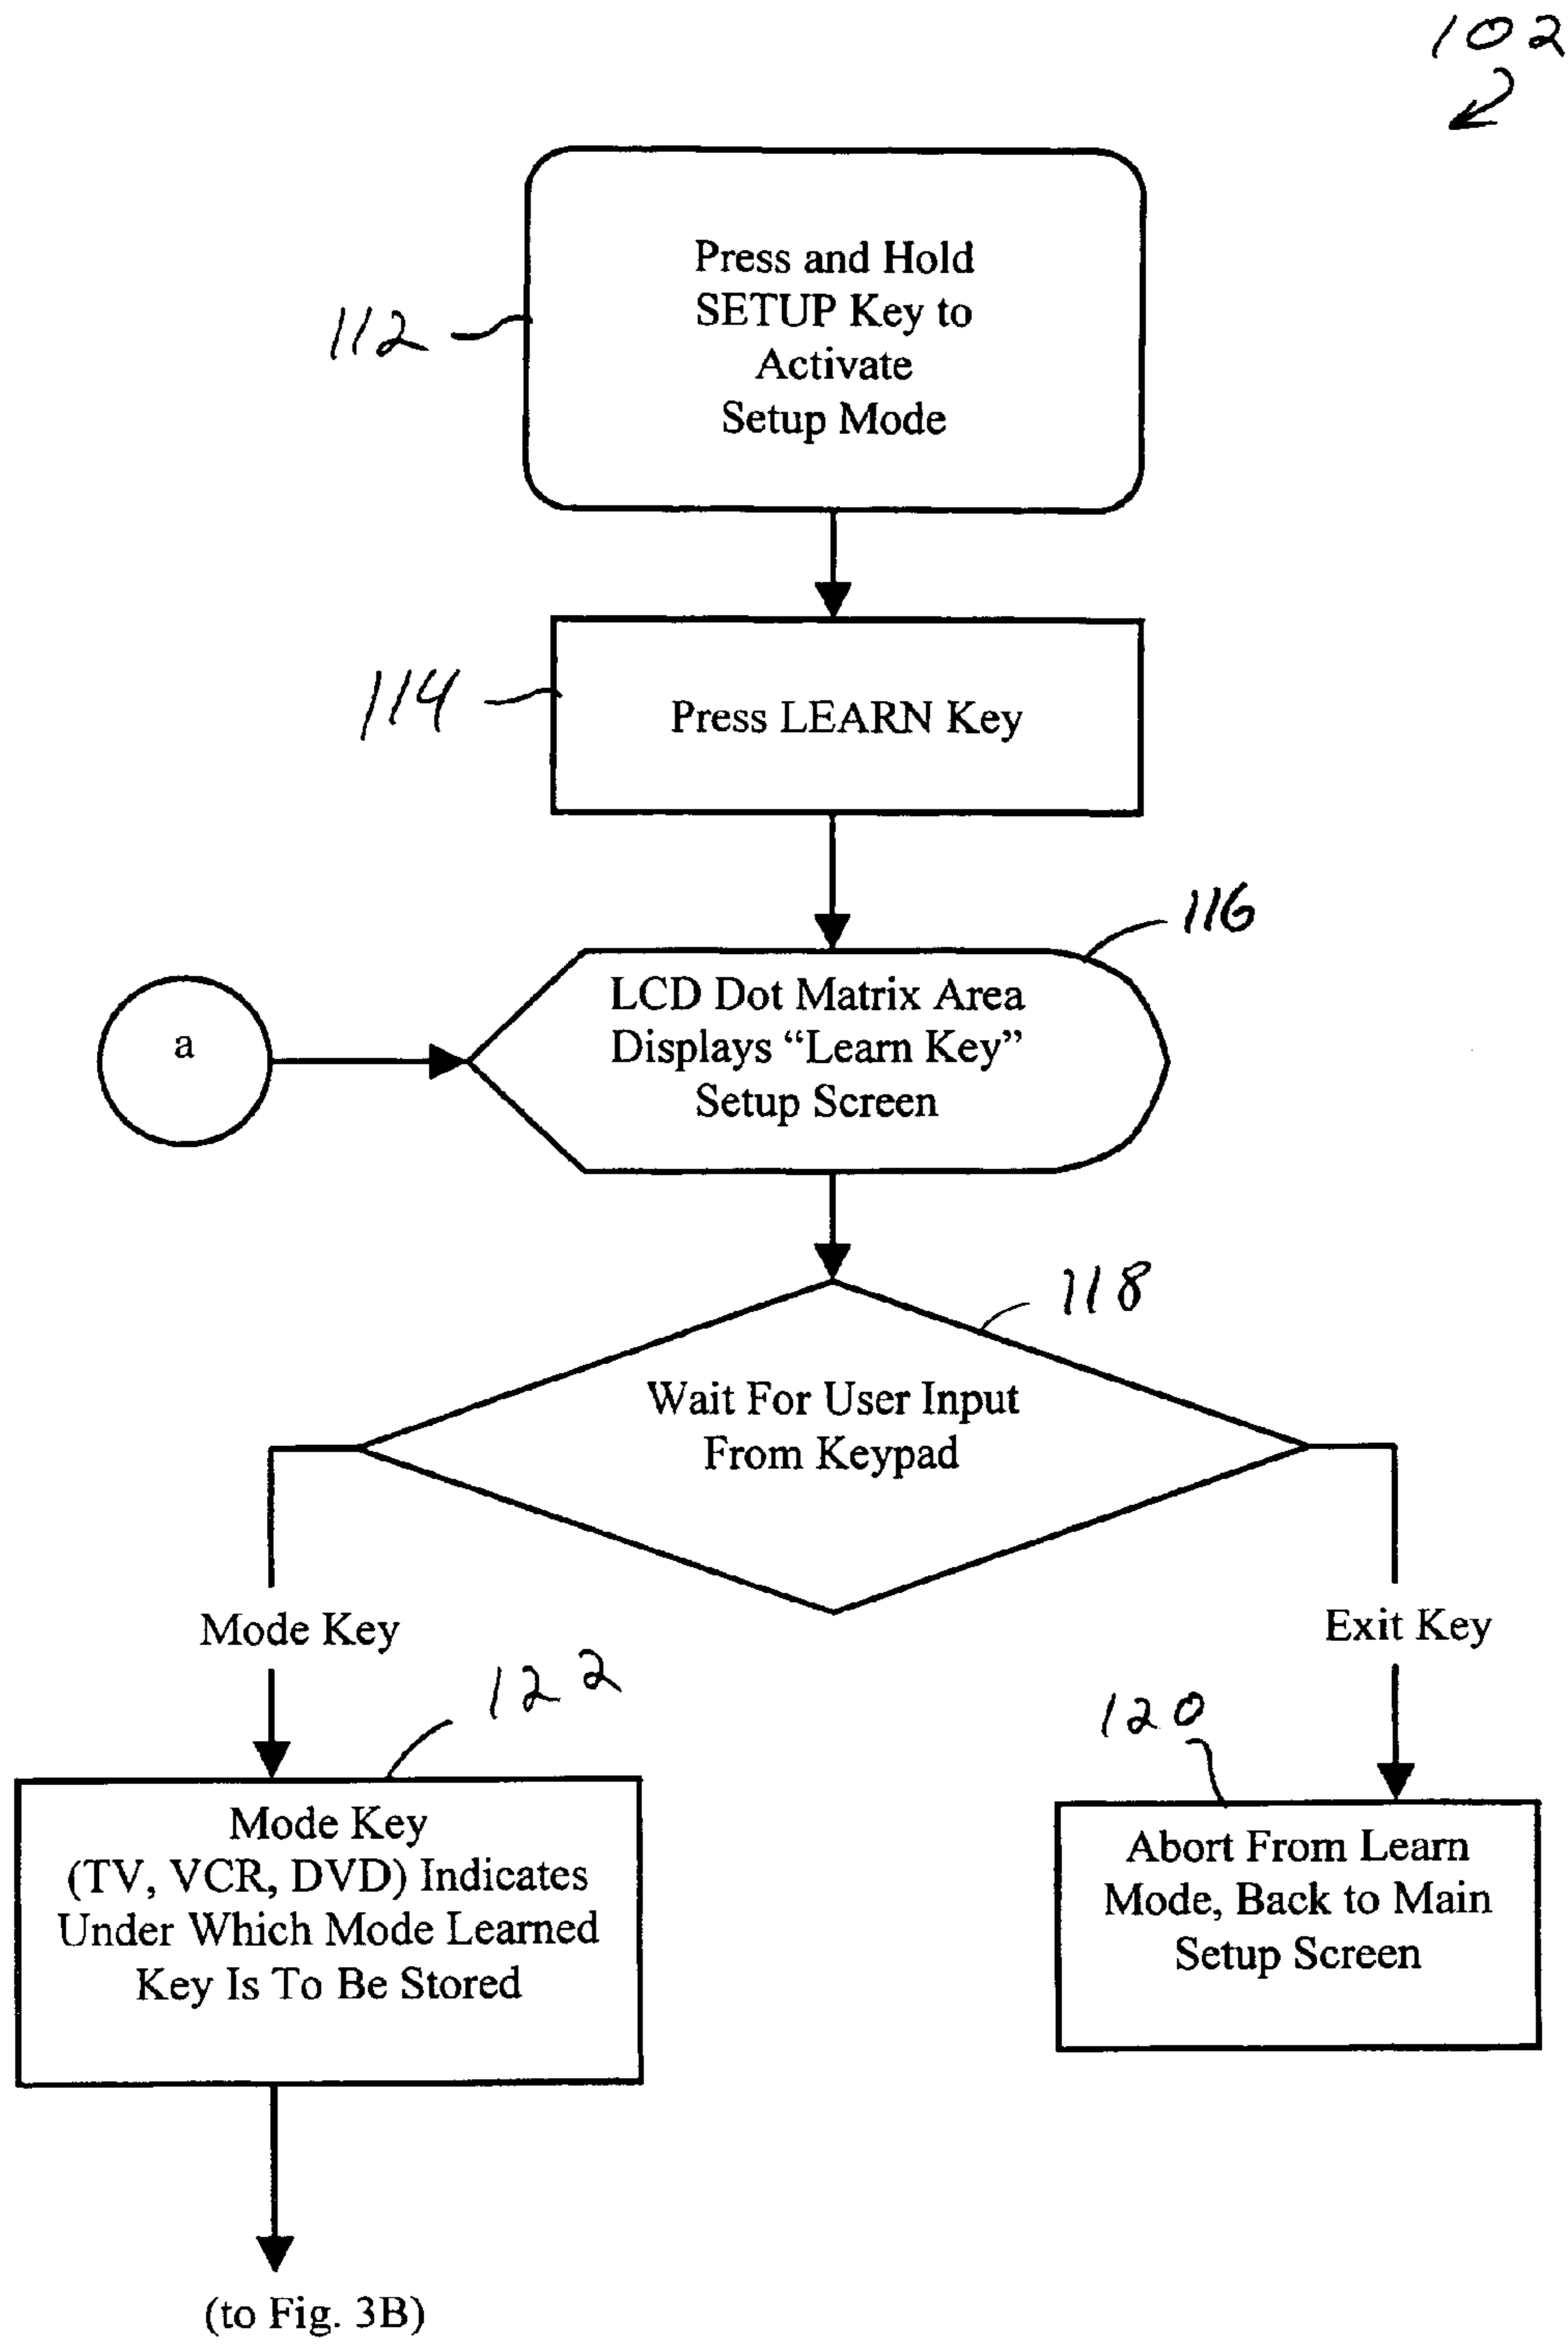 102
Press and Hold
SETUP Key to
Activate
Setup Mode
112
Press LEARN Key
114
116
LCD Dot Matrix Area
Displays “Learn Key”
Setup Screen
a
118
Wait For User Input
From Keypad
Mode Key
Exit Key
122
120
Mode Key
(TV, VCR, DVD) Indicates
Under Which Mode Learned
Key Is To Be Stored
Abort From Learn
Mode, Back to Main
Setup Screen
(to Fig. 3B)